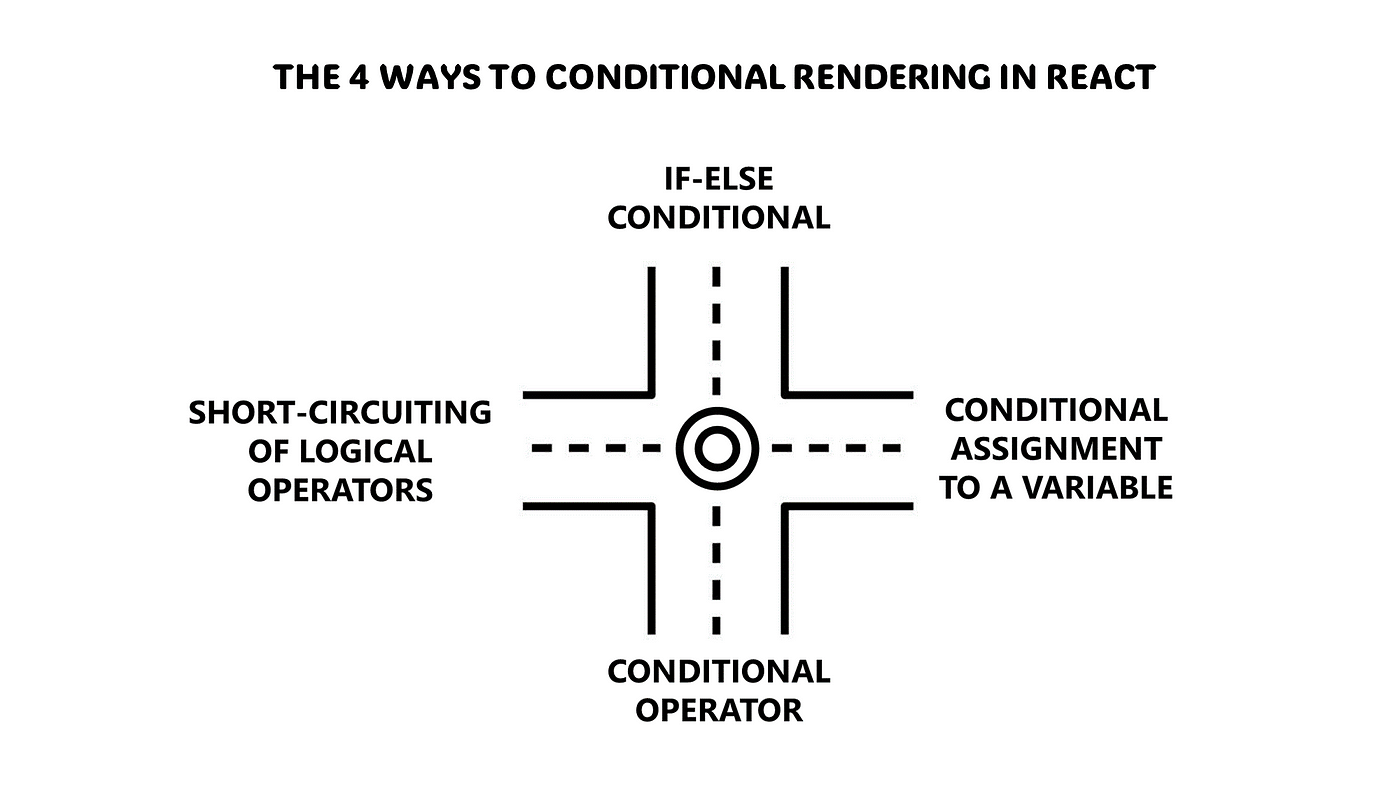 THE 4 WAYS TO CONDITIONAL RENDERING IN REACT
IF-ELSE
CONDITIONAL
SHORT-CIRCUITING
OF LOGICAL
OPERATORS
CONDITIONAL
ASSIGNMENT
TO A VARIABLE
CONDITIONAL
OPERATOR